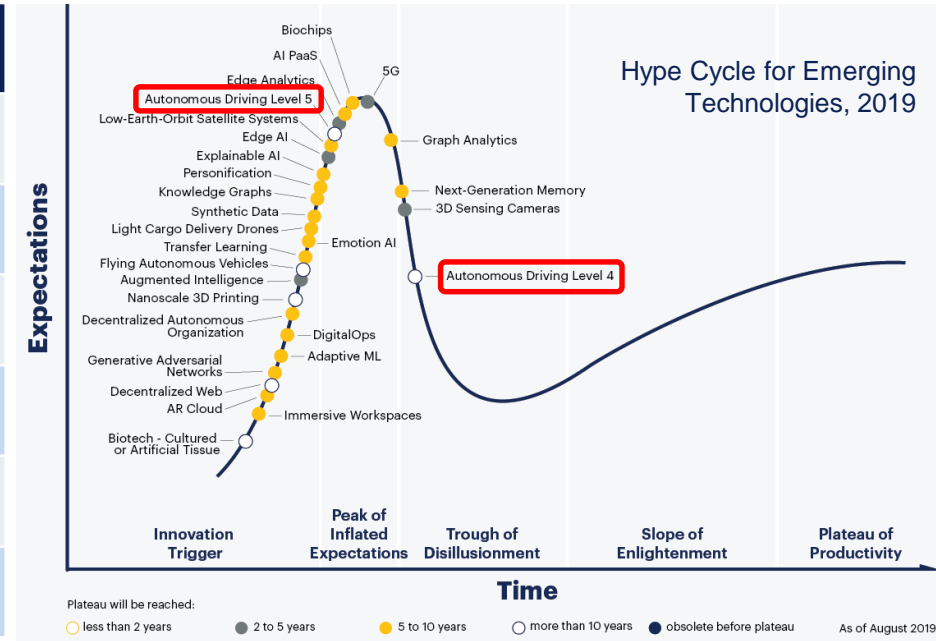 Hype Cycle for Emerging
Technologies, 2019
Expectations
Biochips
AI PaaS
5G
Edge Analytics
Autonomous Driving Level 5
Low-Earth-Orbit Satellite Systems
Edge AI
Explainable AI
Personification
Knowledge Graphs
Synthetic Data
Light Cargo Delivery Drones
Transfer Learning
Emotion AI
Flying Autonomous Vehicles
Augmented Intelligence
Nanoscale 3D Printing
Decentralized Autonomous
Organization
DigitalOps
Generative Adversarial
Networks
Adaptive ML
Decentralized Web
AR Cloud
Immersive Workspaces
Biotech - Cultured
or Artificial Tissue
Graph Analytics
Next-Generation Memory
3D Sensing Cameras
Autonomous Driving Level 4
Innovation
Trigger
Peak of
Inflated
Expectations
Trough of
Disillusionment
Slope of
Enlightenment
Plateau of
Productivity
Time
Plateau will be reached:
less than 2 years
2 to 5 years
5 to 10 years
more than 10 years
obsolete before plateau
As of August 2019